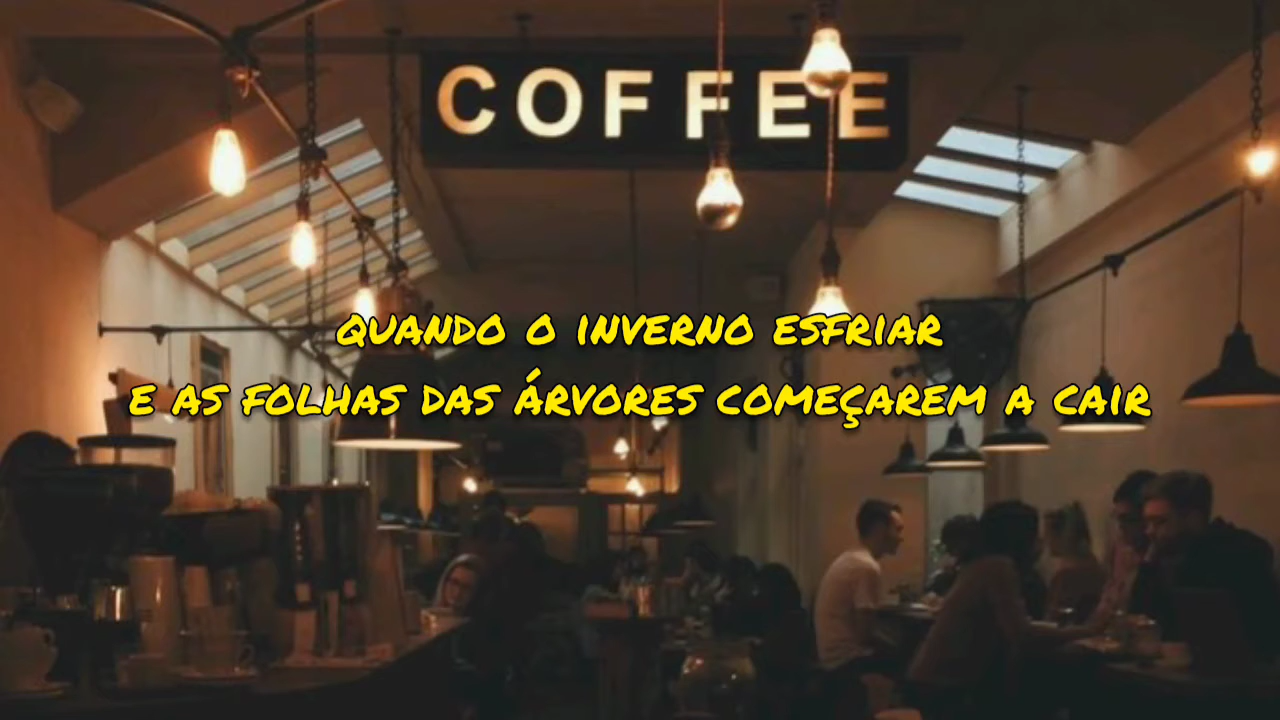 COFFEE
QUANDO O INVERNO ESFRIAR
E AS FOLHAS DAS ÁRVORES COMEÇAREM A CAIR